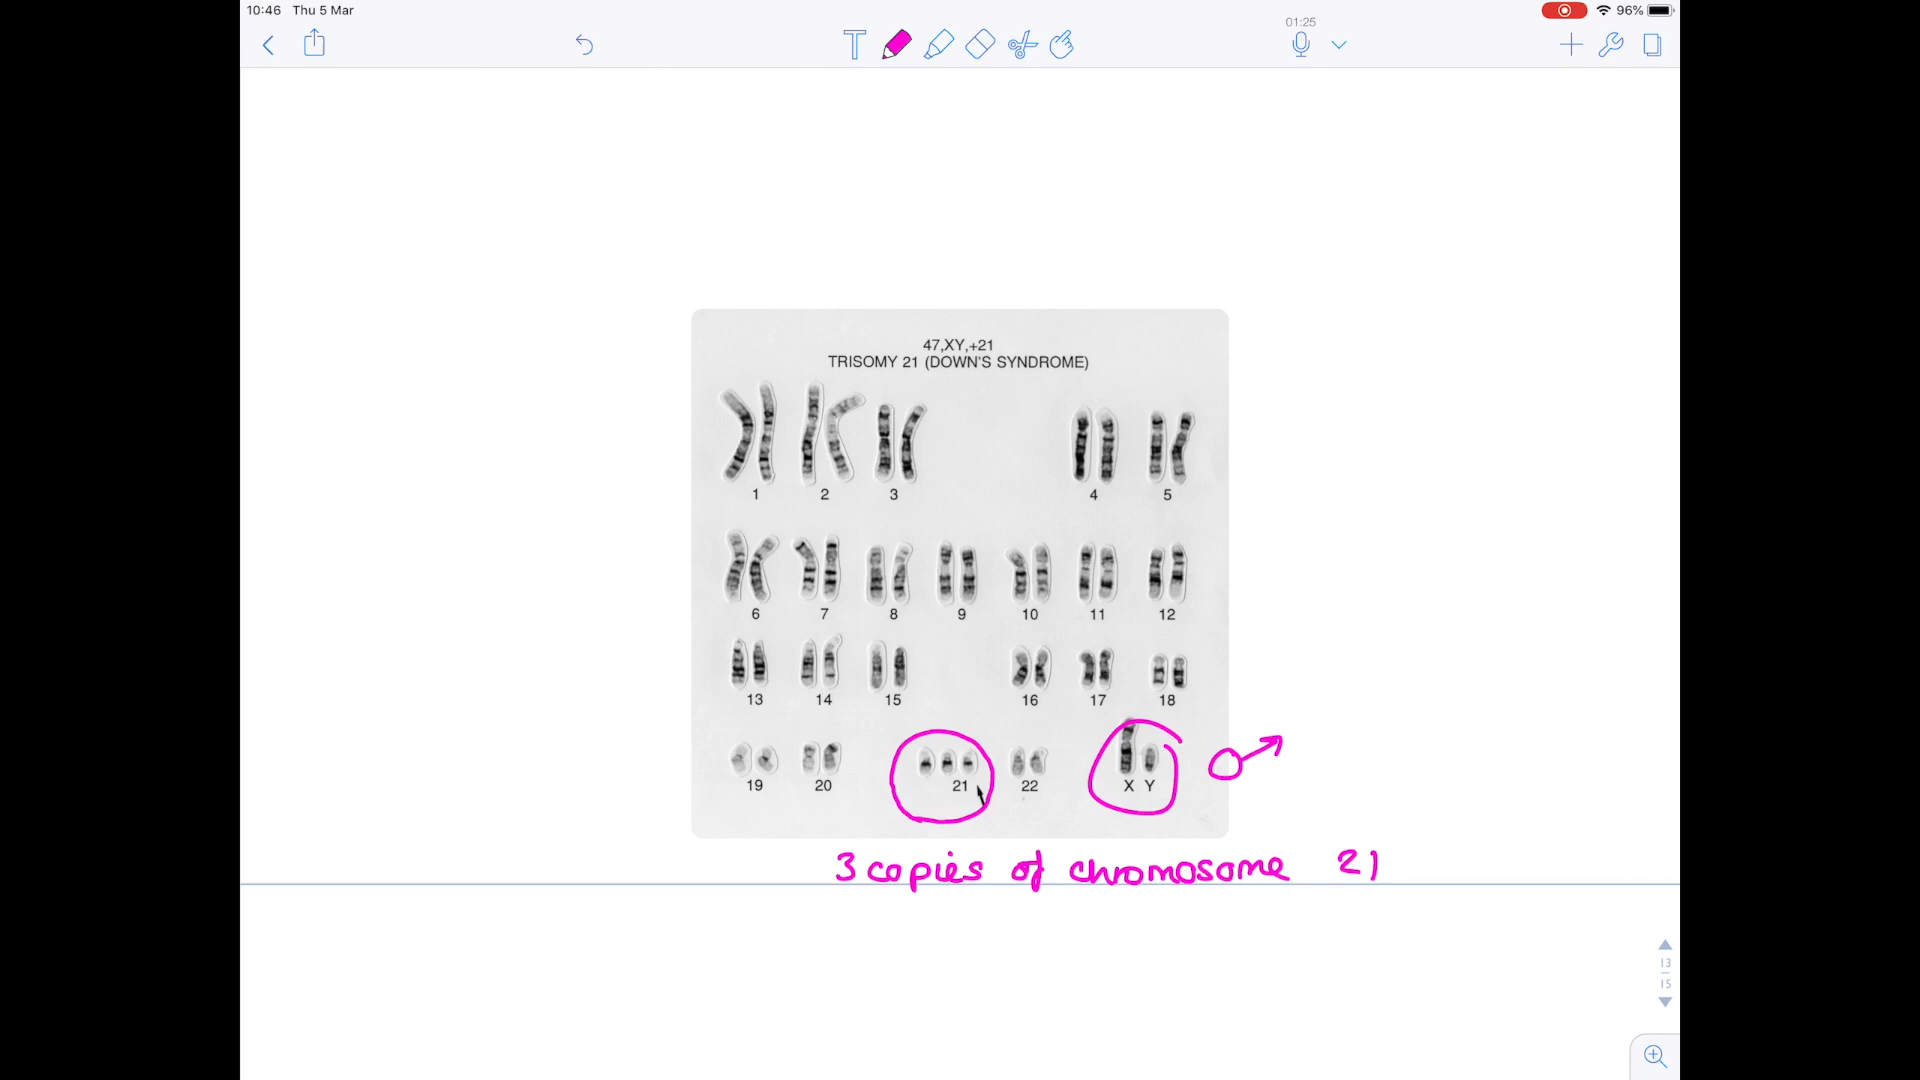 10:46 Thu 5 Mar
96%
01:25
T
47,XY,+21
TRISOMY 21 (DOWN'S SYNDROME)
1 2 3 4 5
6 7 8 9 10 11 12
13 14 15 16 17 18
19 20 21 22 X Y
3 copies of chromosome 21
13
15